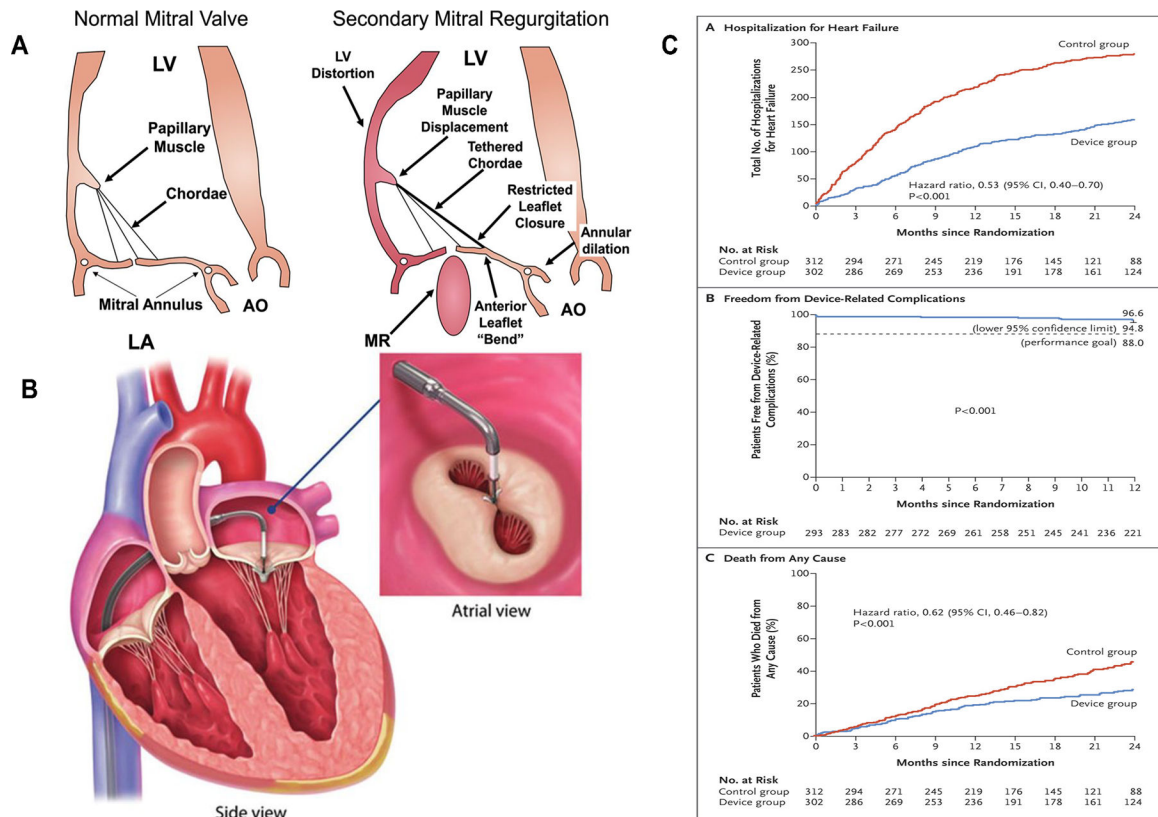 Normal Mitral Valve
Secondary Mitral Regurgitation
A
LV
Papillary
Muscle
Chordae
Mitral Annulus
AO
LA
LV
Distortion
LV
Papillary
Muscle
Displacement
Tethered
Chordae
Restricted
Leaflet
Closure
Annular
dilation
Anterior
Leaflet
“Bend”
AO
MR
B
Atrial view
Side view
C
A Hospitalization for Heart Failure
Total No. of Hospitalizations
for Heart Failure
300
250
200
150
100
50
0
Control group
Device group
Hazard ratio, 0.53 (95% CI, 0.40–0.70)
P<0.001
0 3 6 9 12 15 18 21 24
Months since Randomization
No. at Risk
Control group 312 294 271 245 219 176 145 121 88
Device group 302 286 269 253 236 191 178 161 124
B Freedom from Device-Related Complications
Patients Free from Device-Related
Complications (%)
100
80
60
40
20
0
96.6
(lower 95% confidence limit) 94.8
(performance goal) 88.0
P<0.001
0 1 2 3 4 5 6 7 8 9 10 11 12
Months since Randomization
No. at Risk
Device group 293 283 282 277 272 269 261 258 251 245 241 236 221
C Death from Any Cause
Patients Who Died from
Any Cause (%)
100
80
60
40
20
0
Hazard ratio, 0.62 (95% CI, 0.46–0.82)
P<0.001
Control group
Device group
0 3 6 9 12 15 18 21 24
Months since Randomization
No. at Risk
Control group 312 294 271 245 219 176 145 121 88
Device group 302 286 269 253 236 191 178 161 124